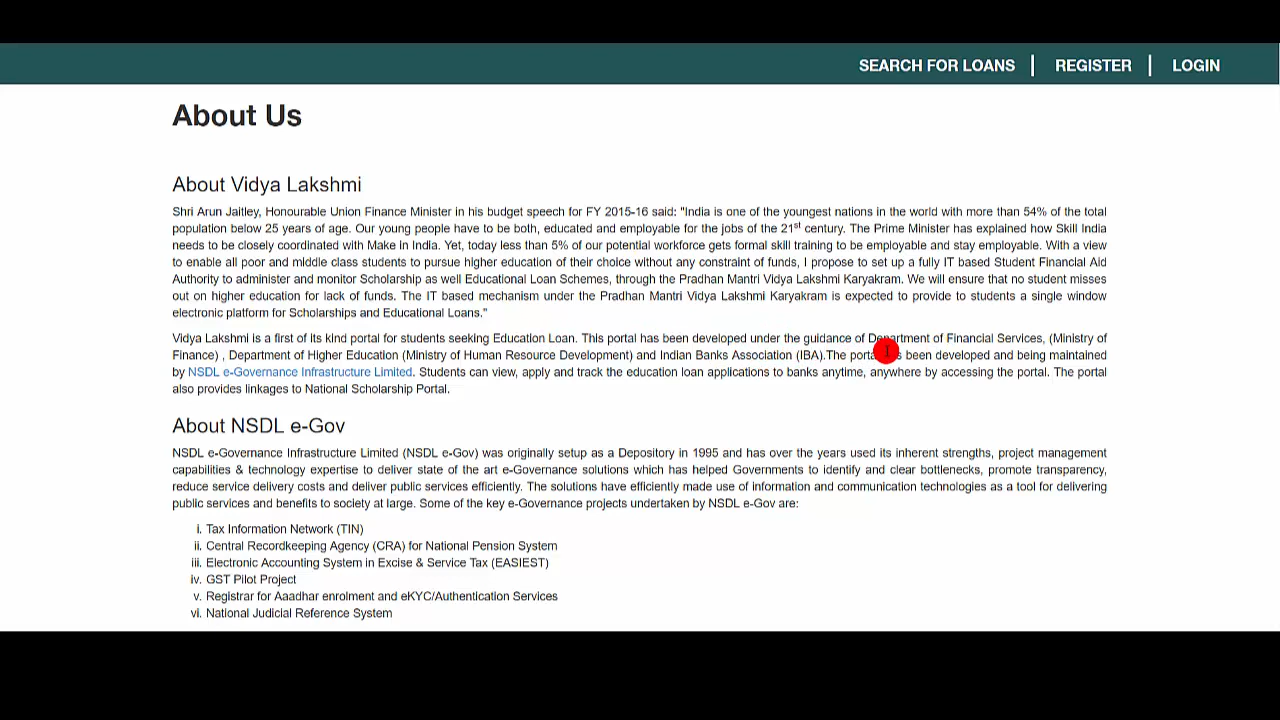 SEARCH FOR LOANS | REGISTER | LOGIN
About Us
About Vidya Lakshmi
Shri Arun Jaitley, Honourable Union Finance Minister in his budget speech for FY 2015-16 said: "India is one of the youngest nations in the world with more than 54% of the total
population below 25 years of age. Our young people have to be both, educated and employable for the jobs of the 21st century. The Prime Minister has explained how Skill India
needs to be closely coordinated with Make in India. Yet, today less than 5% of our potential workforce gets formal skill training to be employable and stay employable. With a view
to enable all poor and middle class students to pursue higher education of their choice without any constraint of funds, I propose to set up a fully IT based Student Financial Aid
Authority to administer and monitor Scholarship as well Educational Loan Schemes, through the Pradhan Mantri Vidya Lakshmi Karyakram. We will ensure that no student misses
out on higher education for lack of funds. The IT based mechanism under the Pradhan Mantri Vidya Lakshmi Karyakram is expected to provide to students a single window
electronic platform for Scholarships and Educational Loans."
Vidya Lakshmi is a first of its kind portal for students seeking Education Loan. This portal has been developed under the guidance of Department of Financial Services, (Ministry of
Finance) , Department of Higher Education (Ministry of Human Resource Development) and Indian Banks Association (IBA).The been developed and being maintained
by NSDL e-Governance Infrastructure Limited. Students can view, apply and track the education loan applications to banks anytime, anywhere by accessing the portal. The portal
also provides linkages to National Scholarship Portal.
About NSDL e-Gov
NSDL e-Governance Infrastructure Limited (NSDL e-Gov) was originally setup as a Depository in 1995 and has over the years used its inherent strengths, project management
capabilities & technology expertise to deliver state of the art e-Governance solutions which has helped Governments to identify and clear bottlenecks, promote transparency,
reduce service delivery costs and deliver public services efficiently. The solutions have efficiently made use of information and communication technologies as a tool for delivering
public services and benefits to society at large. Some of the key e-Governance projects undertaken by NSDL e-Gov are:
i. Tax Information Network (TIN)
ii. Central Recordkeeping Agency (CRA) for National Pension System
iii. Electronic Accounting System in Excise & Service Tax (EASIEST)
iv. GST Pilot Project
v. Registrar for Aaadhar enrolment and eKYC/Authentication Services
vi. National Judicial Reference System